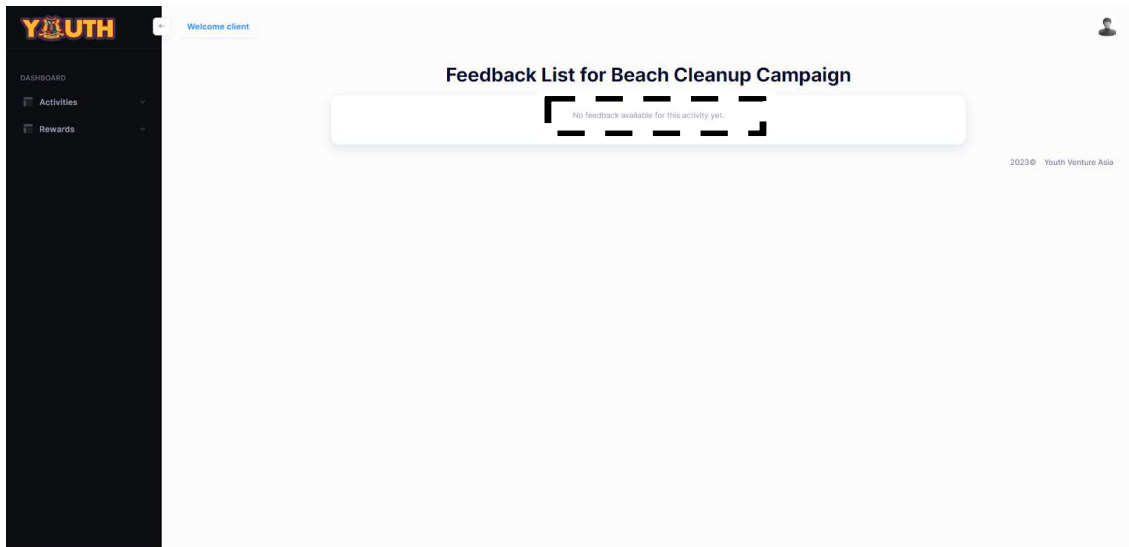 YOUTH
Welcome client
DASHBOARD
Activities
Rewards
Feedback List for Beach Cleanup Campaign
No feedback available for this activity yet.
2023© Youth Venture Asia